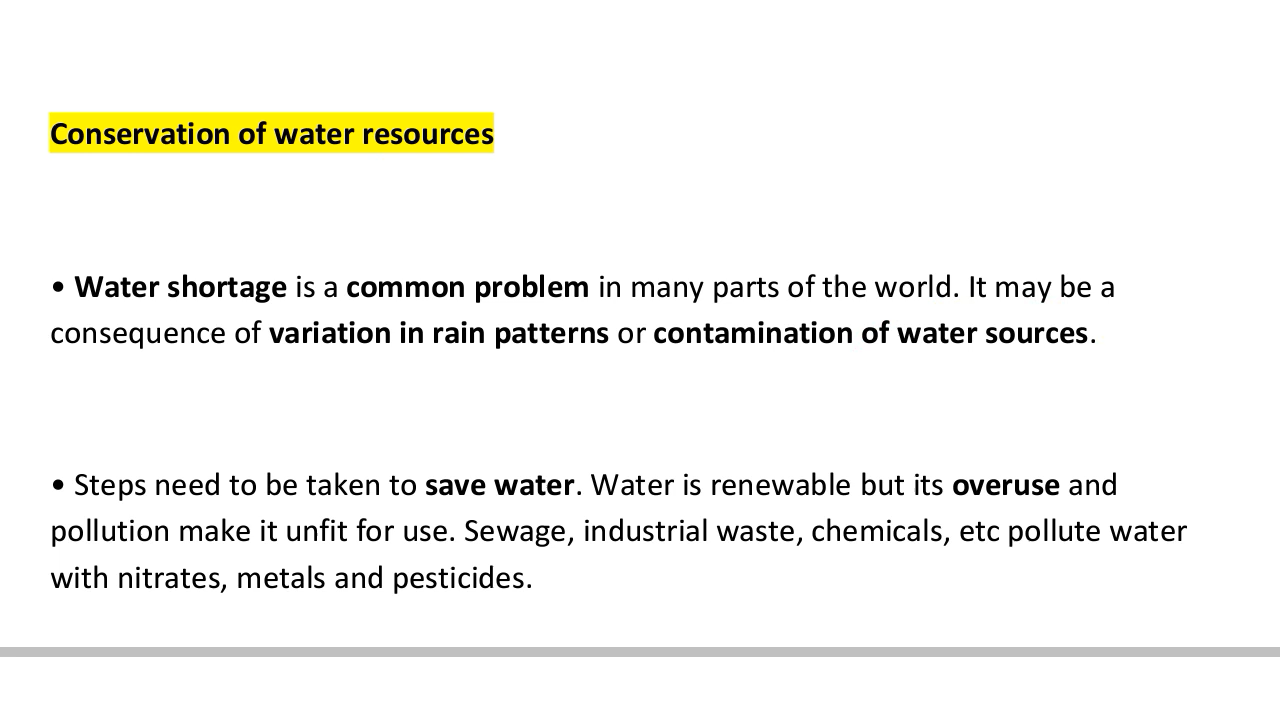 Conservation of water resources
• Water shortage is a common problem in many parts of the world. It may be a
consequence of variation in rain patterns or contamination of water sources.
• Steps need to be taken to save water. Water is renewable but its overuse and
pollution make it unfit for use. Sewage, industrial waste, chemicals, etc pollute water
with nitrates, metals and pesticides.